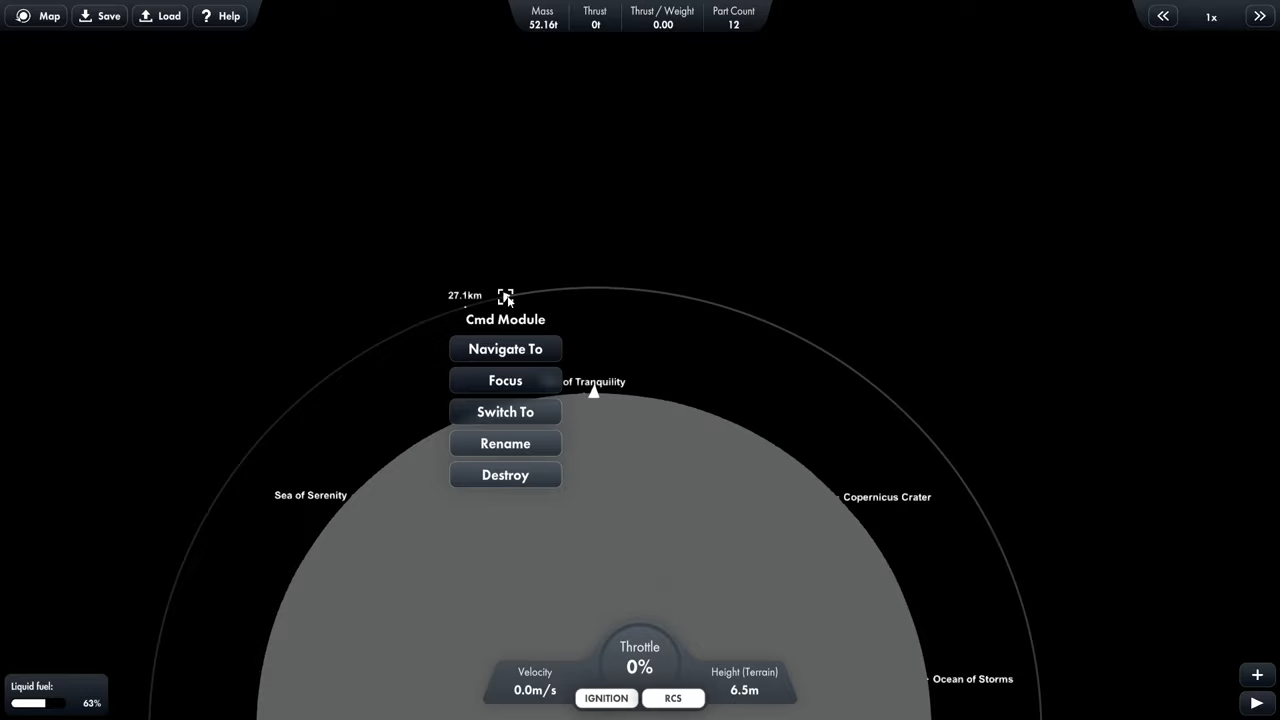 Map
Save
Load
Help
Mass
52.16t
Thrust
0t
Thrust / Weight
0.00
Part Count
12
1x
27.1km
Cmd Module
Navigate To
Focus
of Tranquility
Switch To
Rename
Destroy
Sea of Serenity
Copernicus Crater
Ocean of Storms
Throttle
0%
Velocity
0.0m/s
Height (Terrain)
6.5m
IGNITION
RCS
Liquid fuel:
63%